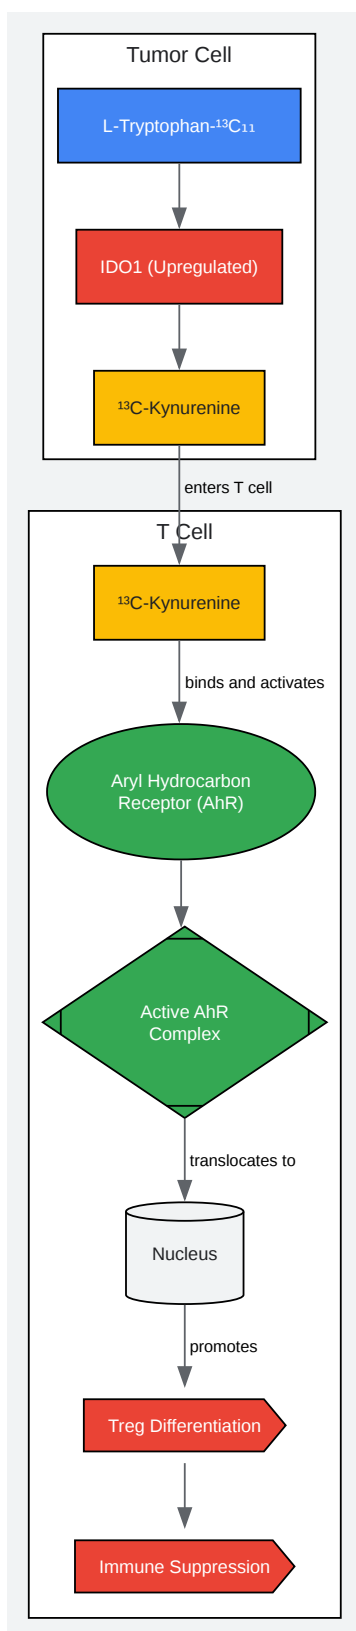 Tumor Cell
L-Tryptophan-¹³C₁₁
IDO1 (Upregulated)
¹³C-Kynurenine
enters T cell
T Cell
¹³C-Kynurenine
binds and activates
Aryl Hydrocarbon
Receptor (AhR)
Active AhR
Complex
translocates to
Nucleus
promotes
Treg Differentiation
Immune Suppression